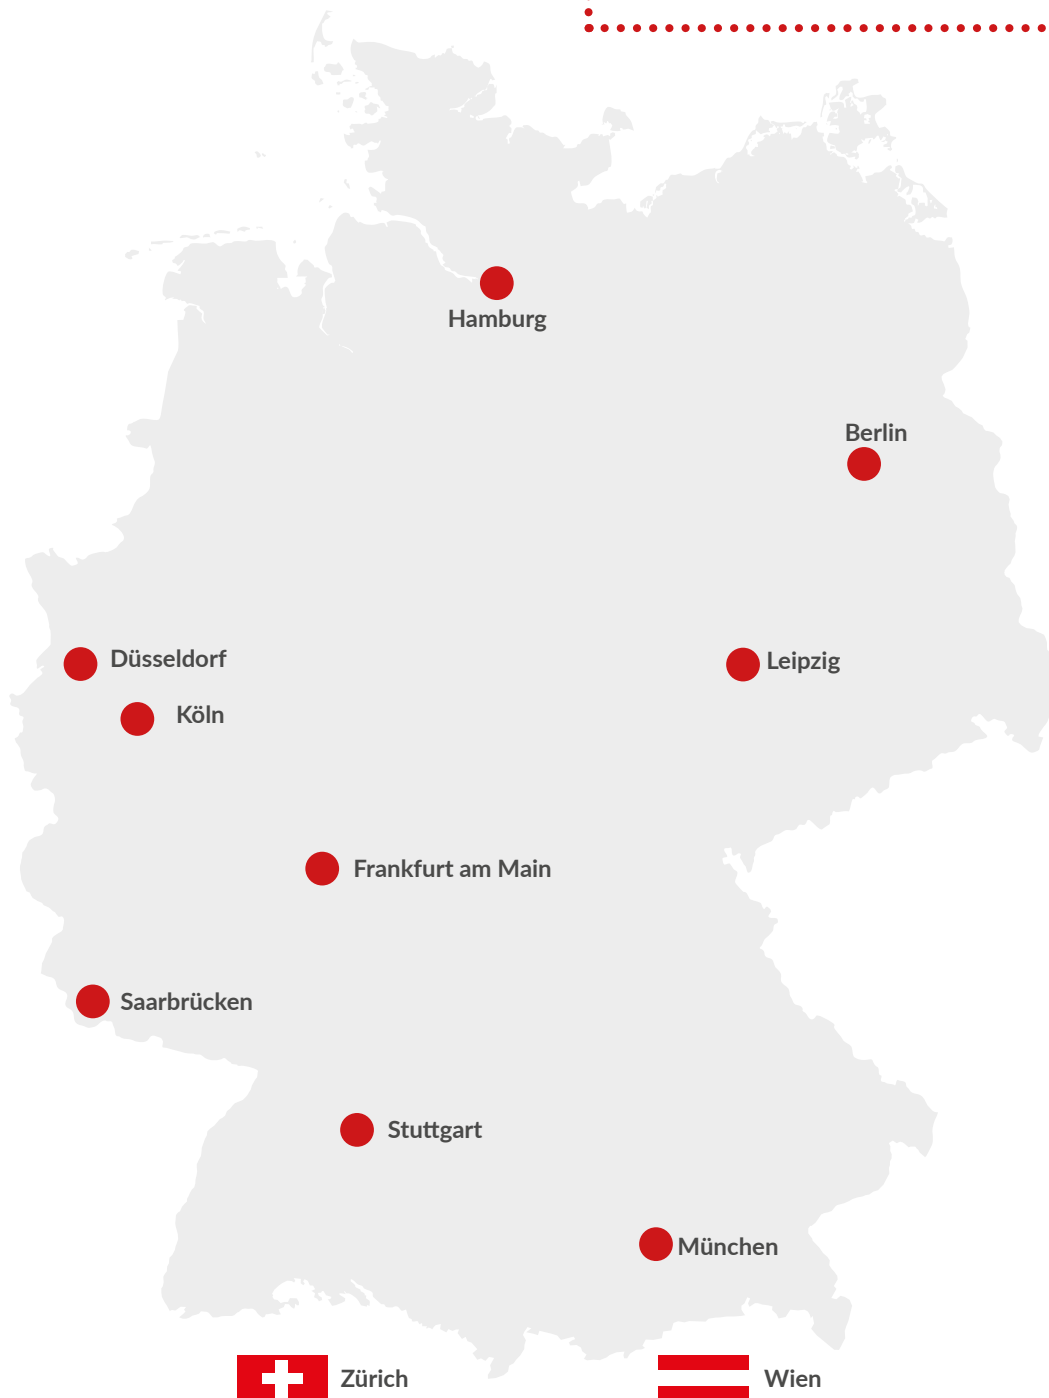 Hamburg
Berlin
Düsseldorf
Leipzig
Köln
Frankfurt am Main
Saarbrücken
Stuttgart
München
Zürich
Wien